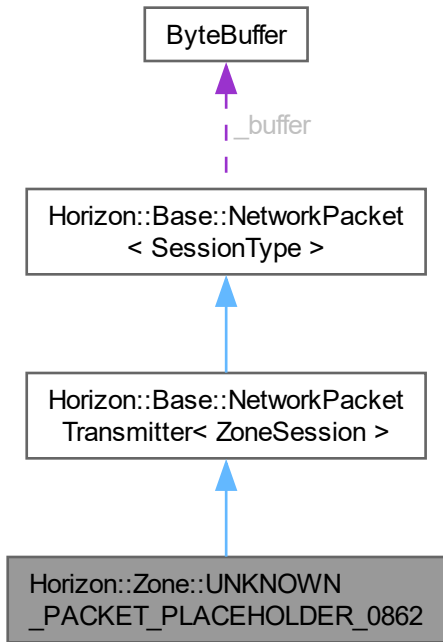 ByteBuffer
_buffer
Horizon::Base::NetworkPacket
< SessionType >
Horizon::Base::NetworkPacket
Transmitter< ZoneSession >
Horizon::Zone::UNKNOWN
_PACKET_PLACEHOLDER_0862